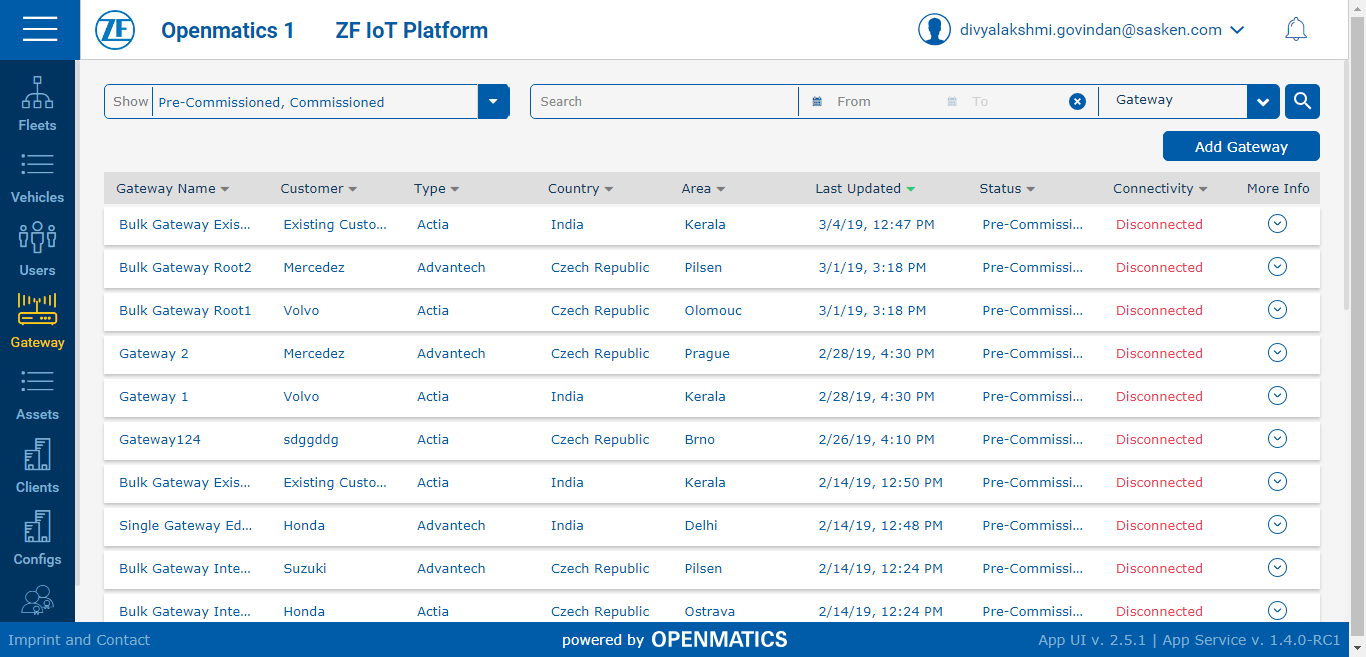 ZF Openmatics 1 ZF IoT Platform divyalakshmi.govindan@sasken.com
Fleets
Vehicles
Users
Gateway
Assets
Clients
Configs
Show Pre-Commissioned, Commissioned Search From To Gateway
Add Gateway
Gateway Name Customer Type Country Area Last Updated Status Connectivity More Info
Bulk Gateway Exis... Existing Custo... Actia India Kerala 3/4/19, 12:47 PM Pre-Commissi... Disconnected
Bulk Gateway Root2 Mercedez Advantech Czech Republic Pilsen 3/1/19, 3:18 PM Pre-Commissi... Disconnected
Bulk Gateway Root1 Volvo Actia Czech Republic Olomouc 3/1/19, 3:18 PM Pre-Commissi... Disconnected
Gateway 2 Mercedez Advantech Czech Republic Prague 2/28/19, 4:30 PM Pre-Commissi... Disconnected
Gateway 1 Volvo Actia India Kerala 2/28/19, 4:30 PM Pre-Commissi... Disconnected
Gateway124 sdggddg Actia Czech Republic Brno 2/26/19, 4:10 PM Pre-Commissi... Disconnected
Bulk Gateway Exis... Existing Custo... Actia India Kerala 2/14/19, 12:50 PM Pre-Commissi... Disconnected
Single Gateway Ed... Honda Advantech India Delhi 2/14/19, 12:48 PM Pre-Commissi... Disconnected
Bulk Gateway Inte... Suzuki Advantech Czech Republic Pilsen 2/14/19, 12:24 PM Pre-Commissi... Disconnected
Bulk Gateway Inte... Honda Actia Czech Republic Ostrava 2/14/19, 12:24 PM Pre-Commissi... Disconnected
Imprint and Contact powered by OPENMATICS App UI v. 2.5.1 | App Service v. 1.4.0-RC1